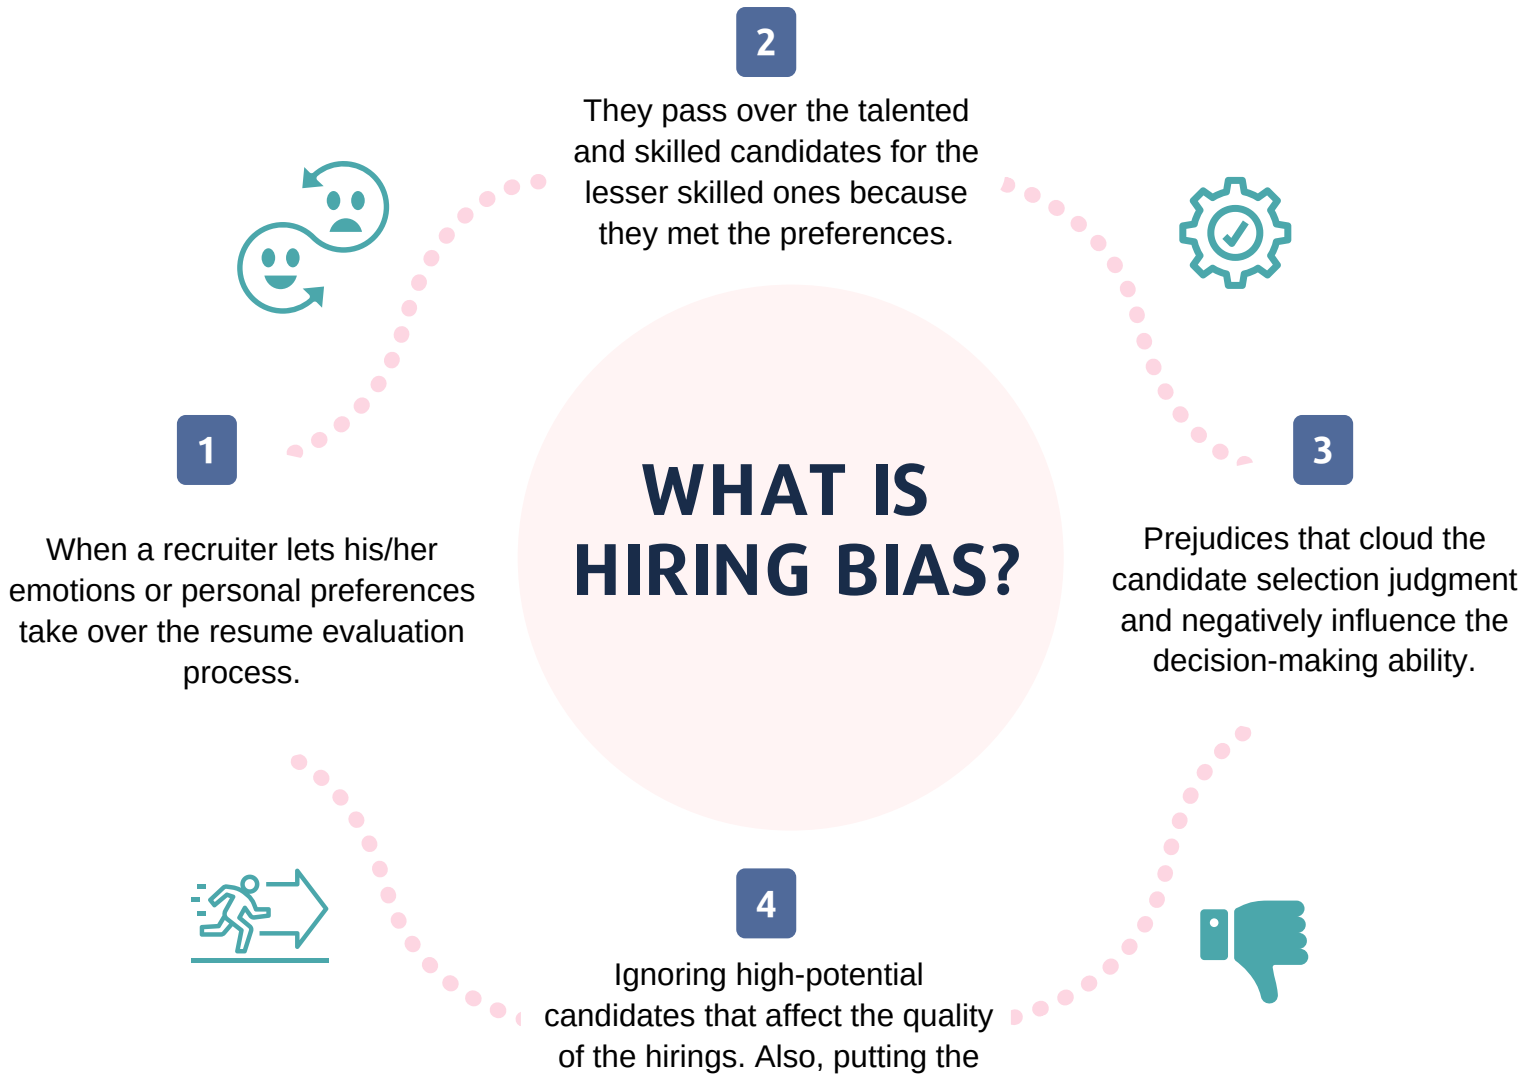 2
They pass over the talented
and skilled candidates for the
lesser skilled ones because
they met the preferences.
1
When a recruiter lets his/her
emotions or personal preferences
take over the resume evaluation
process.
WHAT IS
HIRING BIAS?
3
Prejudices that cloud the
candidate selection judgment
and negatively influence the
decision-making ability.
4
Ignoring high-potential
candidates that affect the quality
of the hirings. Also, putting the